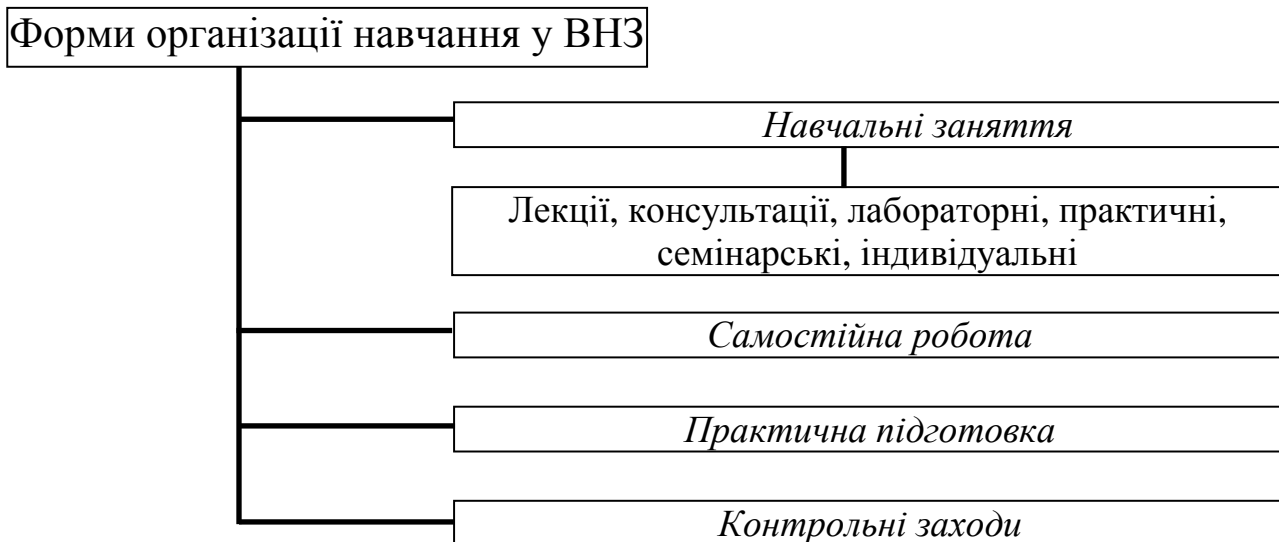 Форми організації навчання у ВНЗ
Навчальні заняття
Лекції, консультації, лабораторні, практичні,
семінарські, індивідуальні
Самостійна робота
Практична підготовка
Контрольні заходи